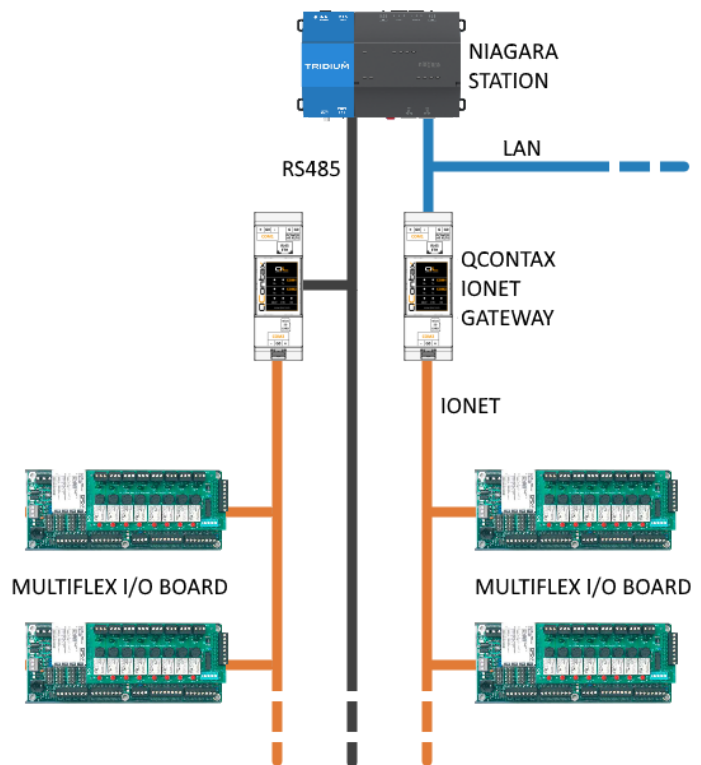 TRIDIUM
NIAGARA
STATION
RS485
LAN
QCONTAX
IONET
GATEWAY
IONET
MULTIFLEX I/O BOARD
MULTIFLEX I/O BOARD